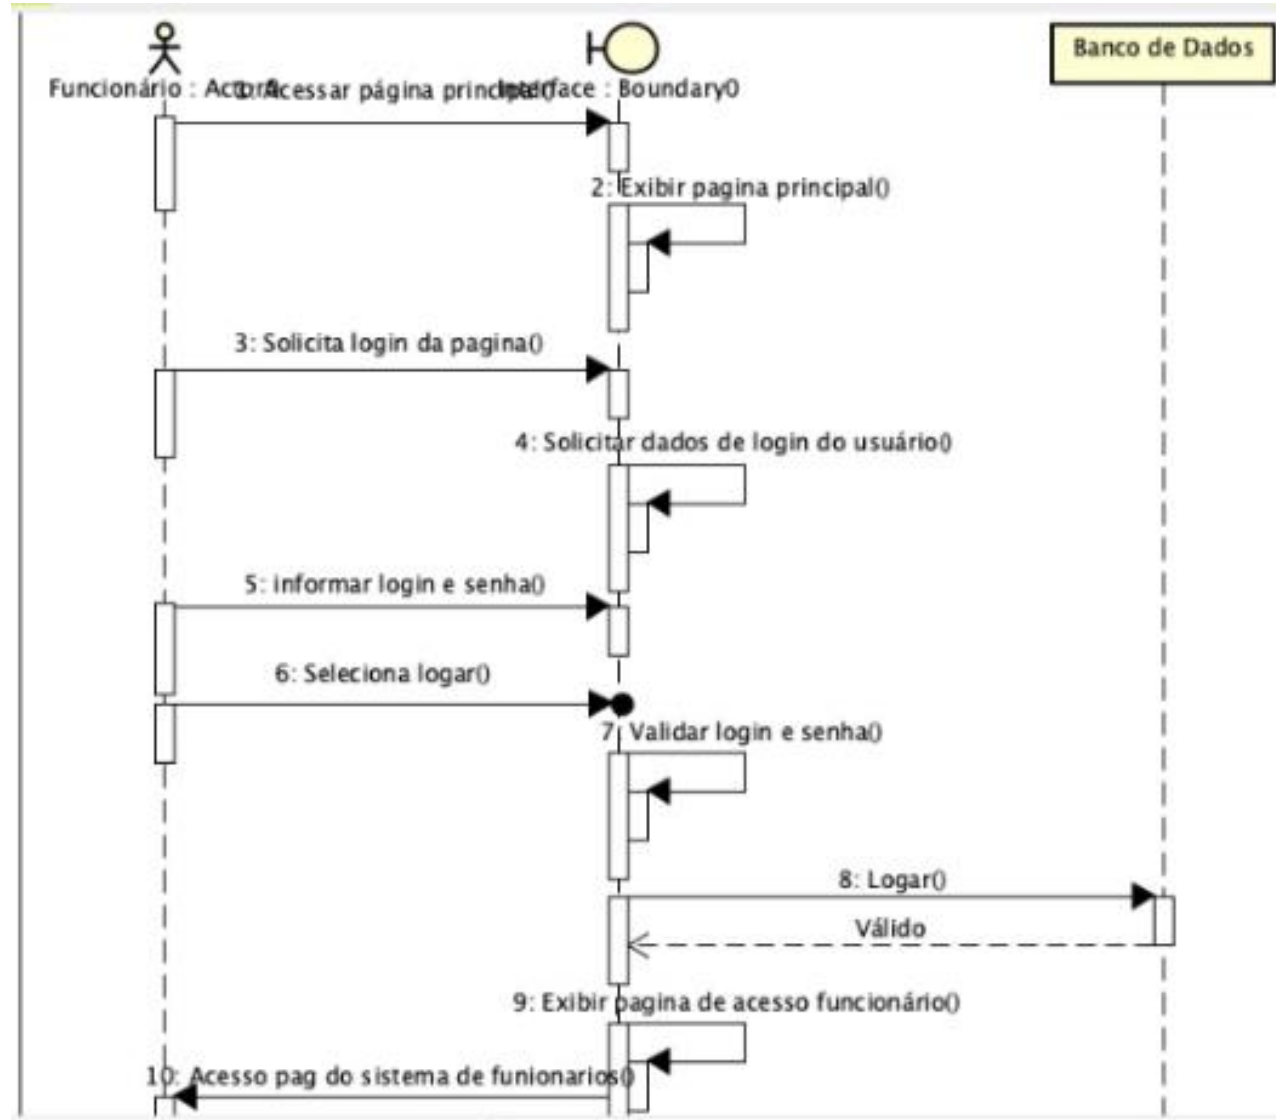 Banco de Dados
Funcionário : Actor0
Interface : Boundary0
1: Acessar página principal()
2: Exibir pagina principal()
3: Solicita login da pagina()
4: Solicitar dados de login do usuário()
5: informar login e senha()
6: Seleciona logar()
7: Validar login e senha()
8: Logar()
Válido
9: Exibir pagina de acesso funcionário()
10: Acesso pag do sistema de funionarios()